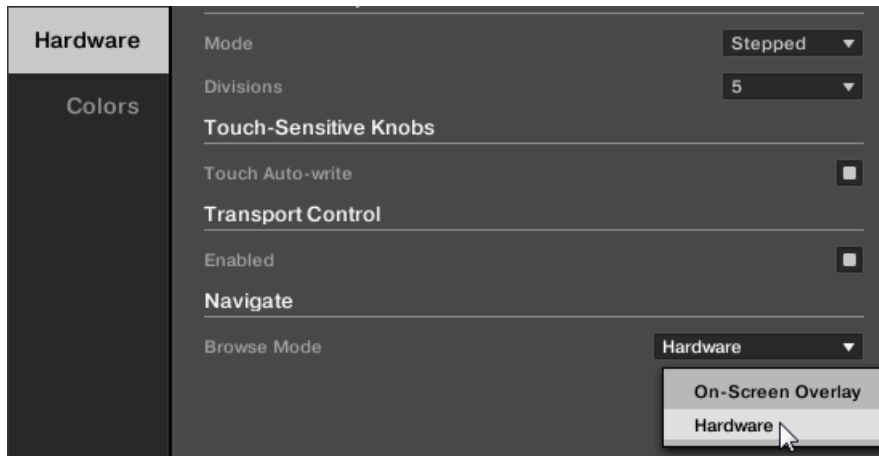 Hardware
Colors
Mode
Stepped
Divisions
5
Touch-Sensitive Knobs
Touch Auto-write
Transport Control
Enabled
Navigate
Browse Mode
Hardware
On-Screen Overlay
Hardware